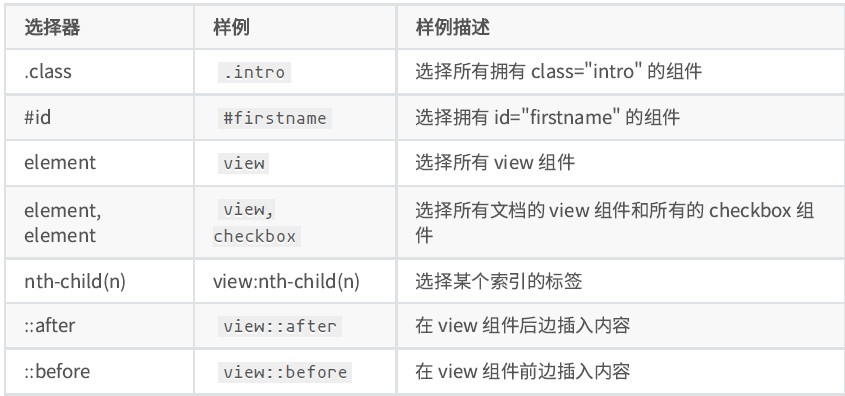 选择器 样例 样例描述
.class .intro 选择所有拥有 class="intro" 的组件
#id #firstname 选择拥有 id="firstname" 的组件
element view 选择所有 view 组件
element, view, 选择所有文档的 view 组件和所有的 checkbox 组
element checkbox 件
nth-child(n) view:nth-child(n) 选择某个索引的标签
::after view::after 在 view 组件后边插入内容
::before view::before 在 view 组件前边插入内容